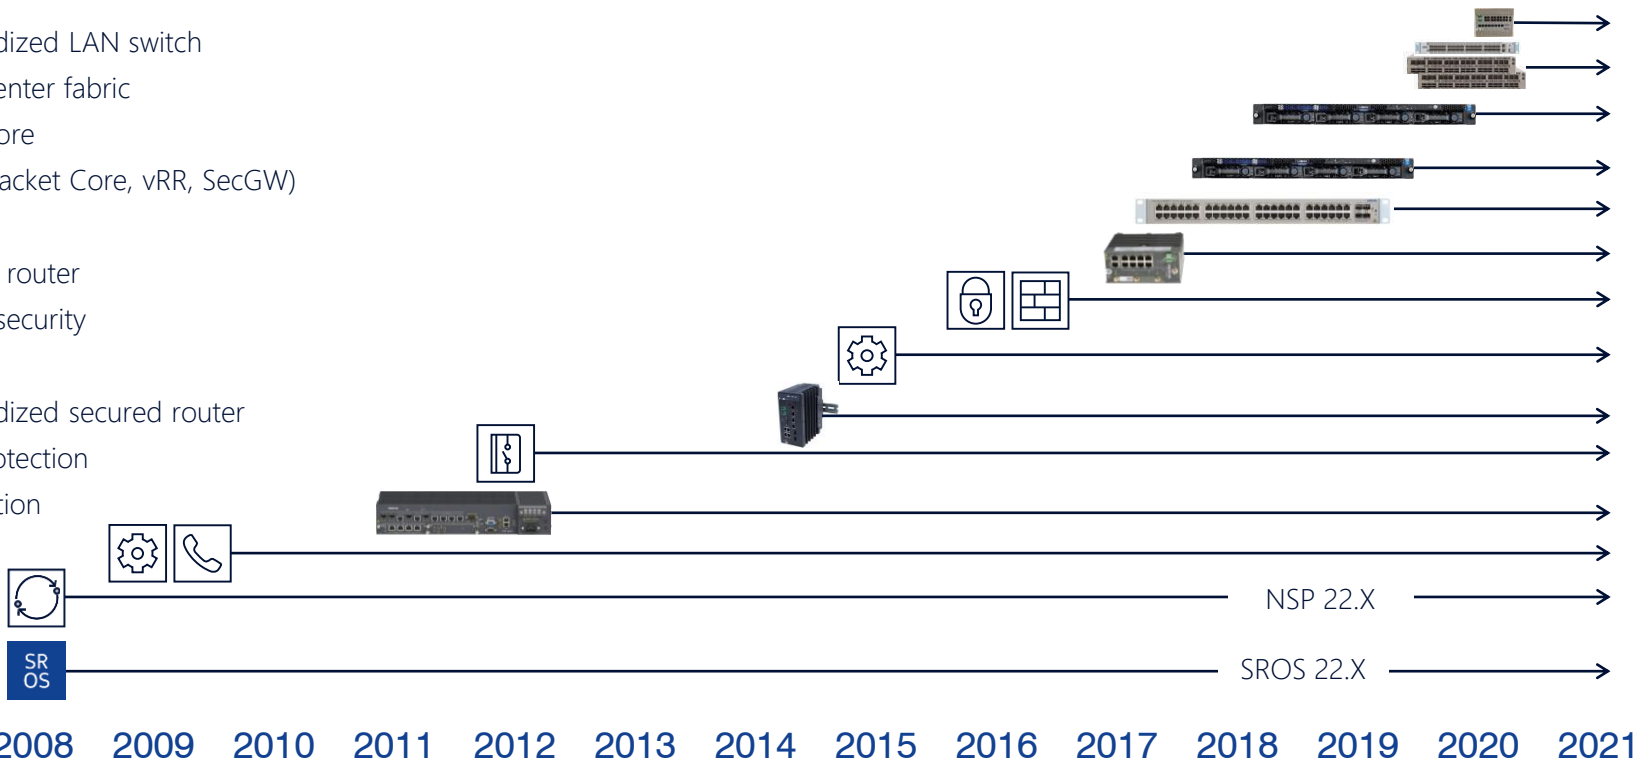 dized LAN switch
enter fabric
ore
acket Core, vRR, SecGW)
router
security
dized secured router
otection
tion
NSP 22.X
SR
OS
SROS 22.X
2008 2009 2010 2011 2012 2013 2014 2015 2016 2017 2018 2019 2020 2021